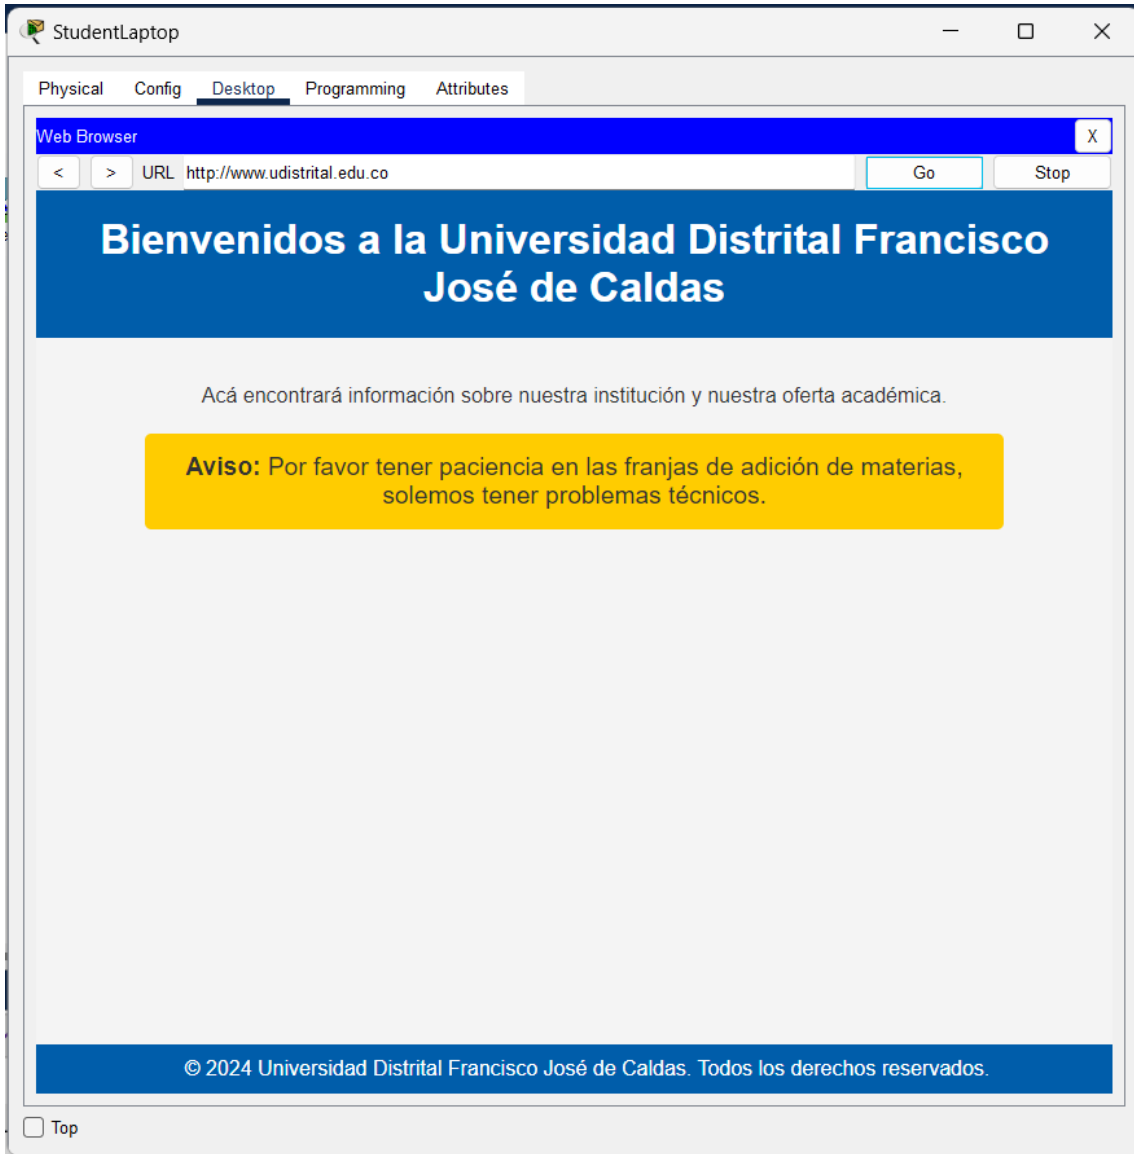 StudentLaptop
Physical Config Desktop Programming Attributes
Web Browser X
< > URL http://www.udistrital.edu.co Go Stop
Bienvenidos a la Universidad Distrital Francisco
José de Caldas
Acá encontrará información sobre nuestra institución y nuestra oferta académica.
Aviso: Por favor tener paciencia en las franjas de adición de materias,
solemos tener problemas técnicos.
© 2024 Universidad Distrital Francisco José de Caldas. Todos los derechos reservados.
Top